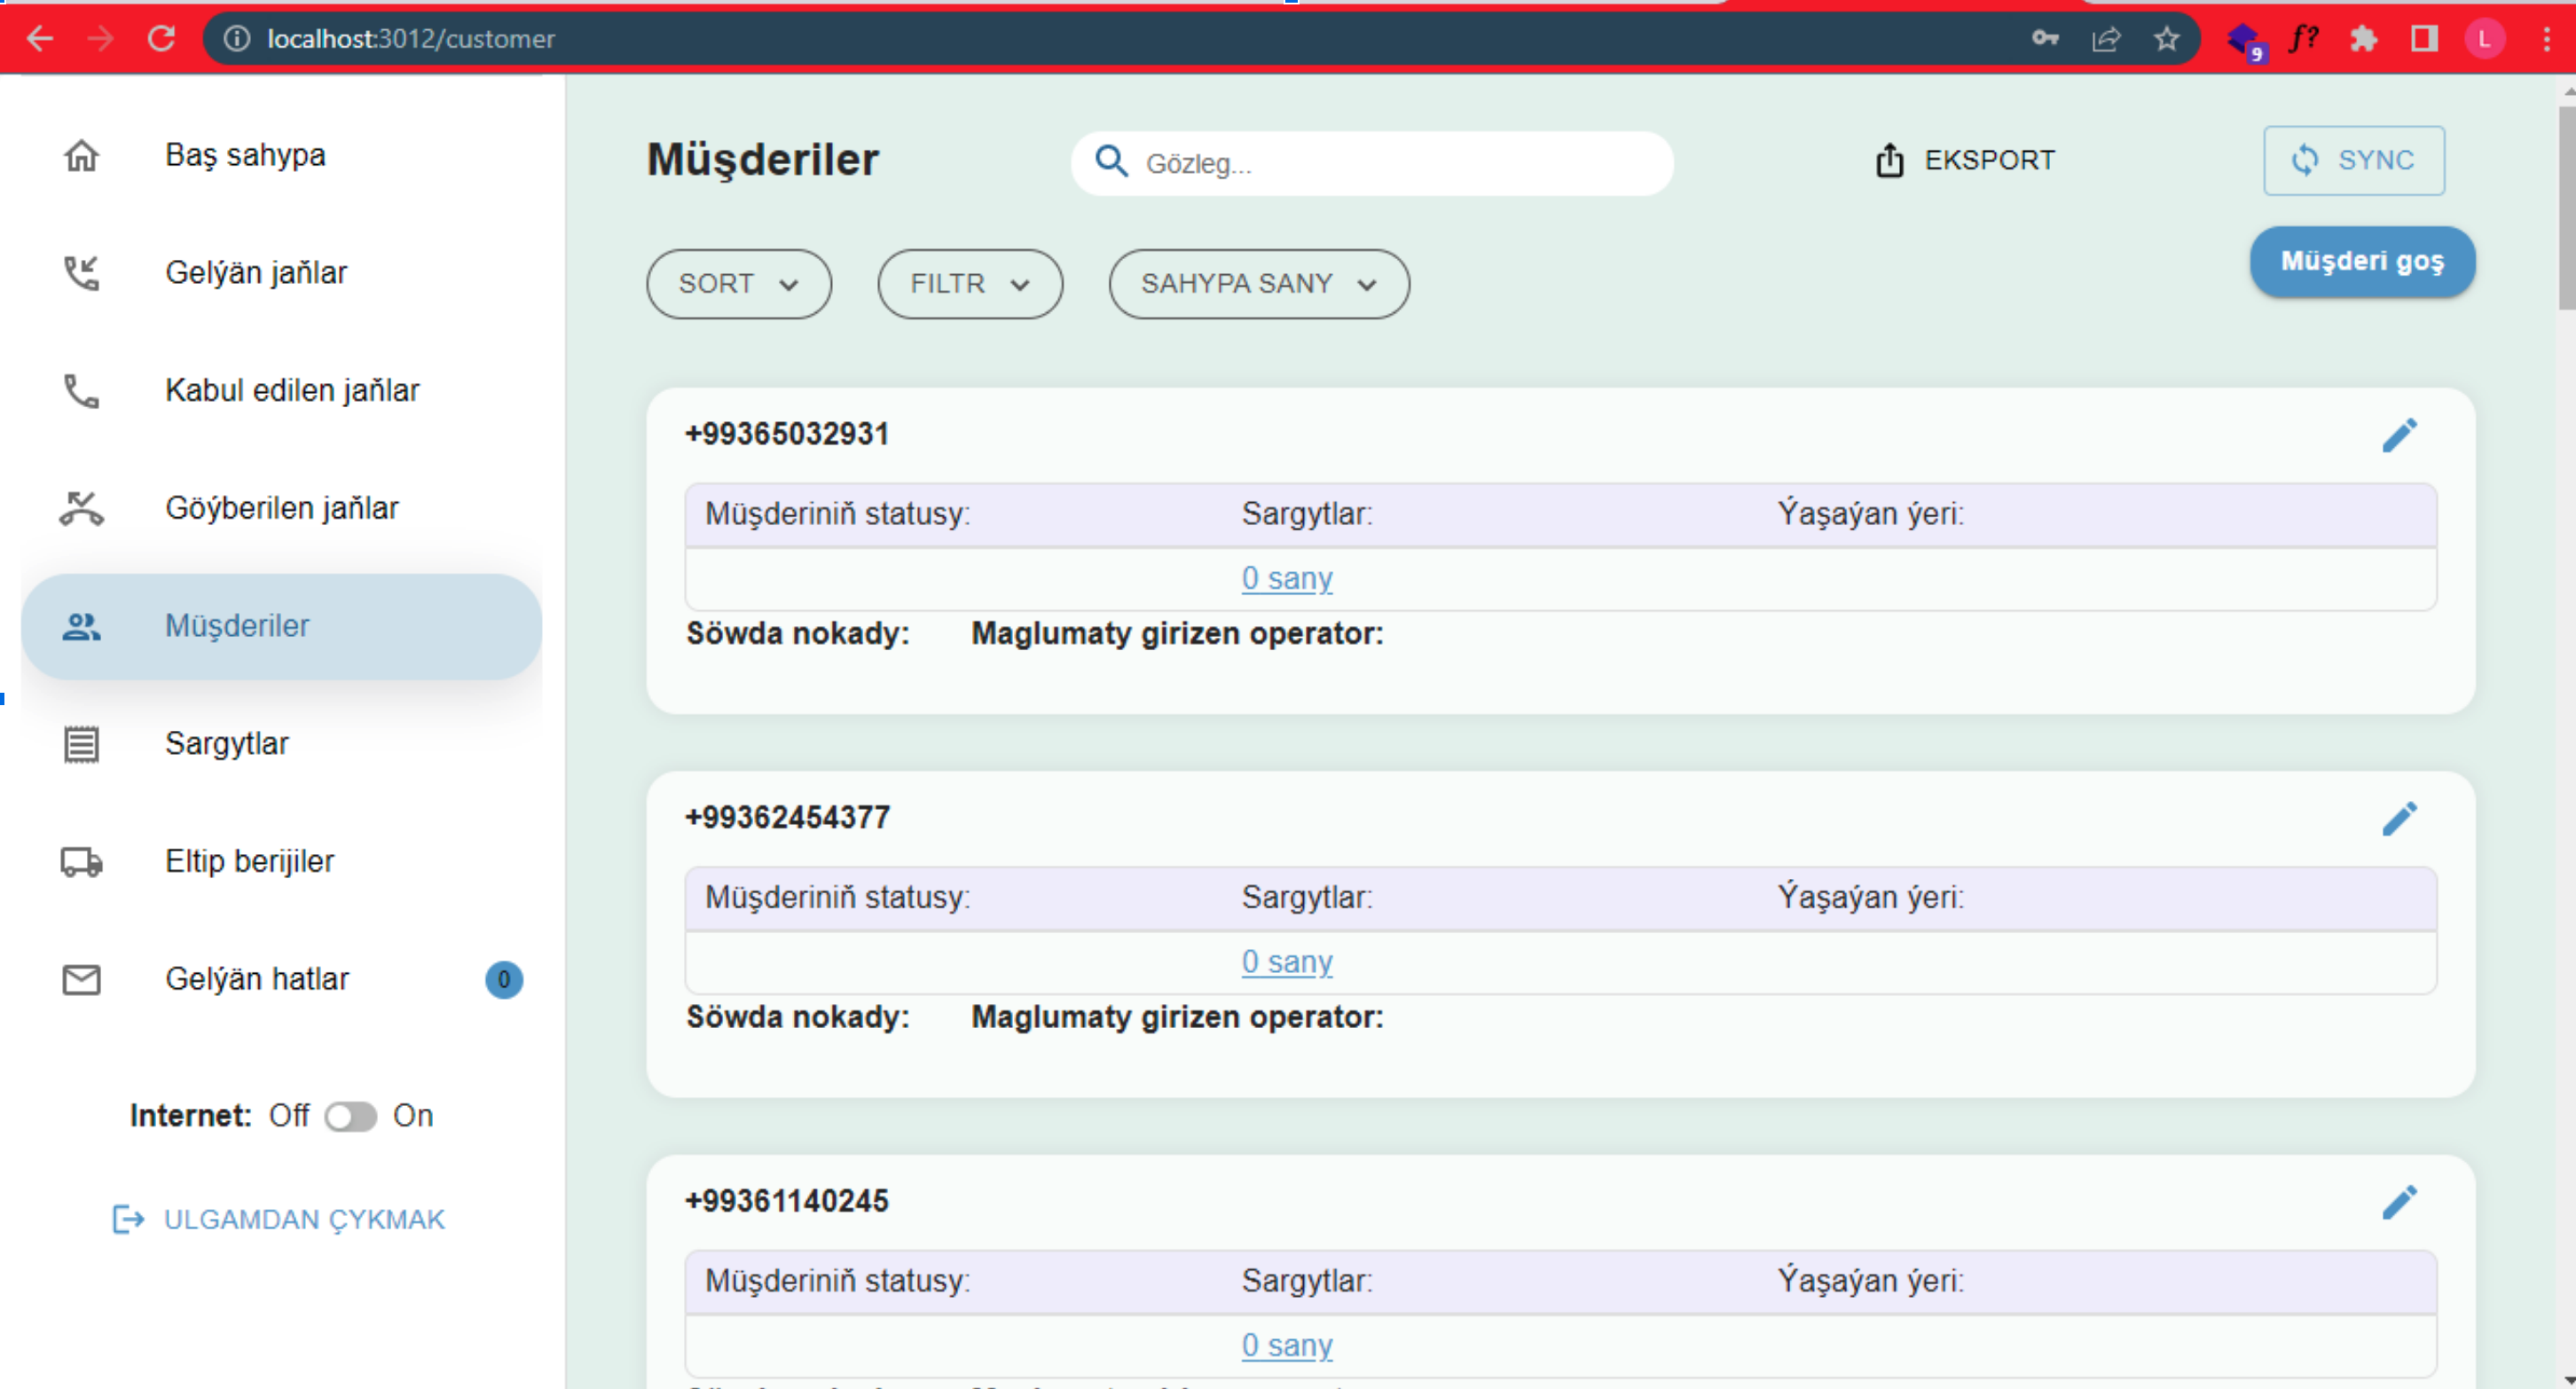 localhost:3012/customer
9
f?
L
Baş sahypa
Gelýän jaňlar
Kabul edilen jaňlar
Göýberilen jaňlar
Müşderiler
Sargytlar
Eltip berijiler
Gelýän hatlar 0
Internet: Off On
ULGAMDAN ÇYKMAK
Müşderiler
Gözleg...
EKSPORT
SYNC
SORT
FILTR
SAHYPA SANY
Müşderi goş
+99365032931
Müşderiniň statusy: Sargytlar: Ýaşaýan ýeri:
0 sany
Söwda nokady: Maglumaty girizen operator:
+99362454377
Müşderiniň statusy: Sargytlar: Ýaşaýan ýeri:
0 sany
Söwda nokady: Maglumaty girizen operator:
+99361140245
Müşderiniň statusy: Sargytlar: Ýaşaýan ýeri:
0 sany